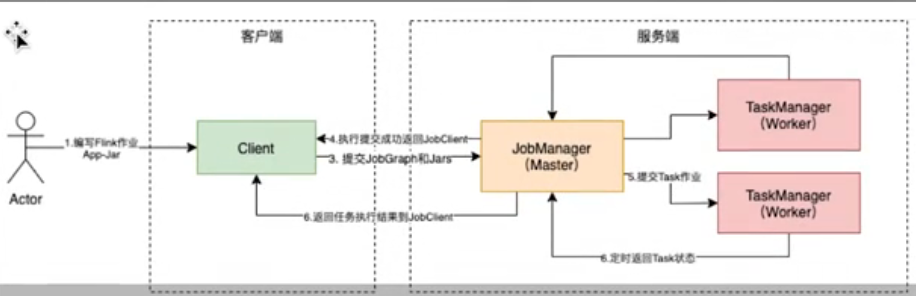 客户端
服务端
TaskManager
（Worker）
1.编写Flink作业
App-Jar
Client
4.执行提交成功返回JobClient
3. 提交JobGraph和Jars
JobManager
（Master）
5.提交Task作业
TaskManager
（Worker）
Actor
6.返回任务执行结果到JobClient
6.定时返回Task状态